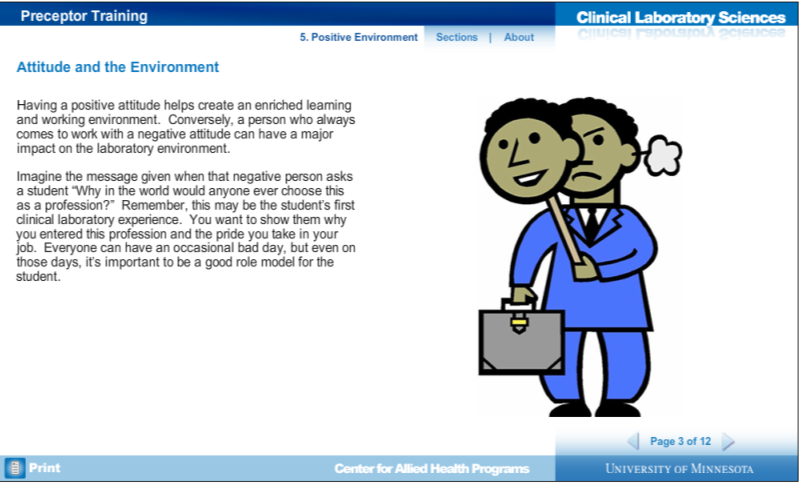 Preceptor Training
Clinical Laboratory Sciences
5. Positive Environment Sections | About
Attitude and the Environment
Having a positive attitude helps create an enriched learning
and working environment. Conversely, a person who always
comes to work with a negative attitude can have a major
impact on the laboratory environment.
Imagine the message given when that negative person asks
a student “Why in the world would anyone ever choose this
as a profession?” Remember, this may be the student’s first
clinical laboratory experience. You want to show them why
you entered this profession and the pride you take in your
job. Everyone can have an occasional bad day, but even on
those days, it’s important to be a good role model for the
student.
Page 3 of 12
Print
Center for Allied Health Programs
UNIVERSITY OF MINNESOTA